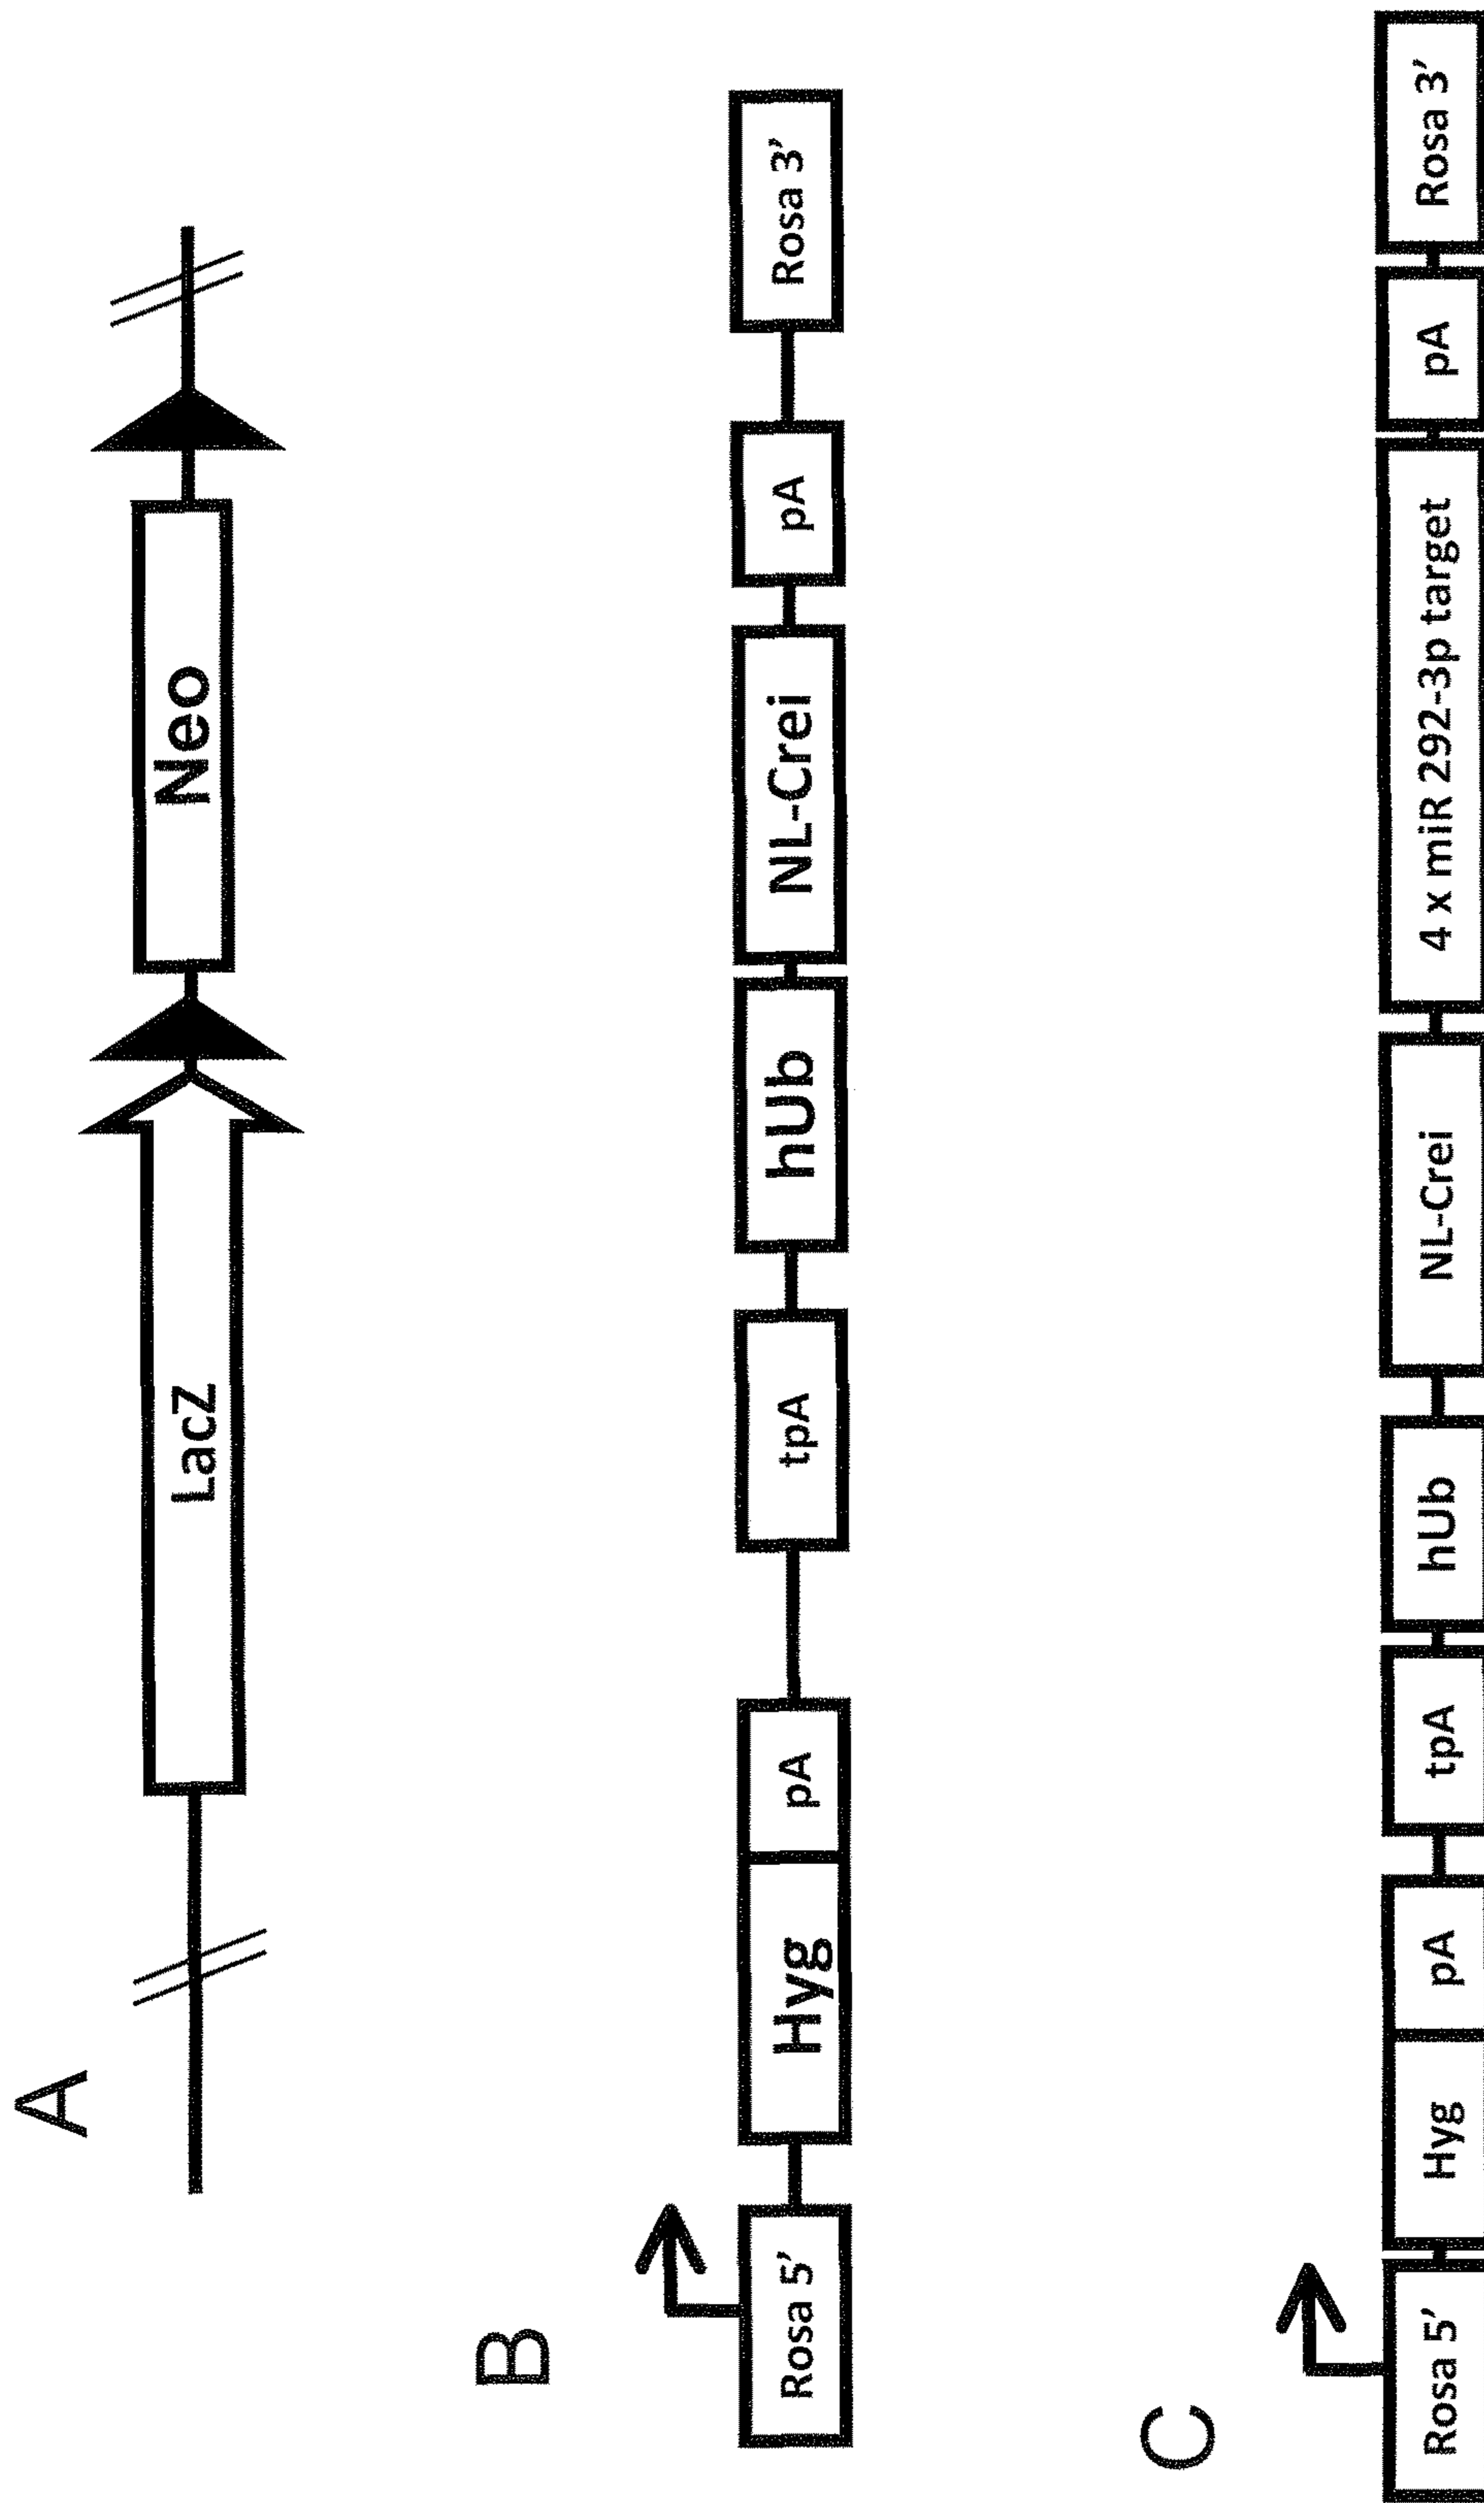 A
LacZ
Neo
B
Rosa 5'
Hyg
pA
tpA
hUb
NL-Crei
pA
Rosa 3'
C
Rosa 5'
Hyg
pA
tpA
hUb
NL-Crei
4 x miR 292-3p target
pA
Rosa 3'